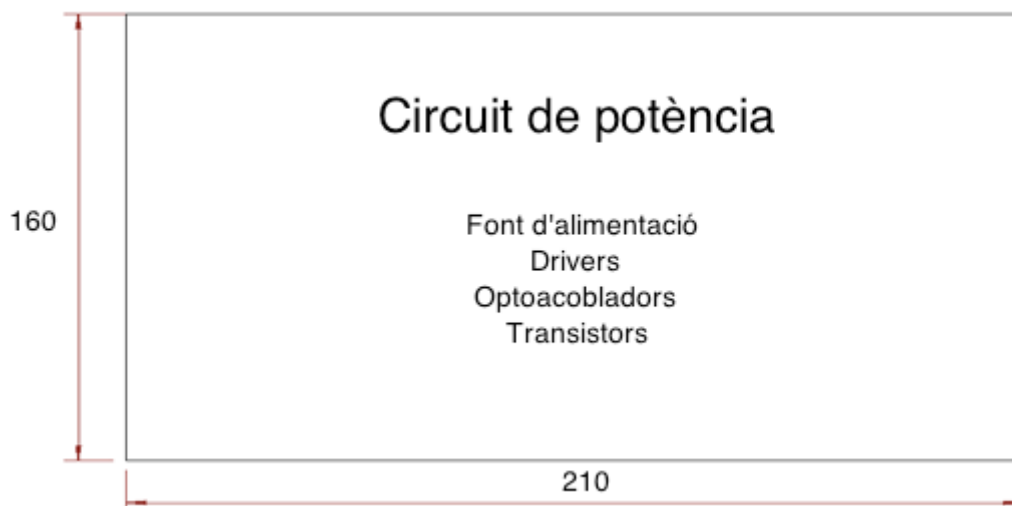 Circuit de potència
160
Font d'alimentació
Drivers
Optoacobladors
Transistors
210